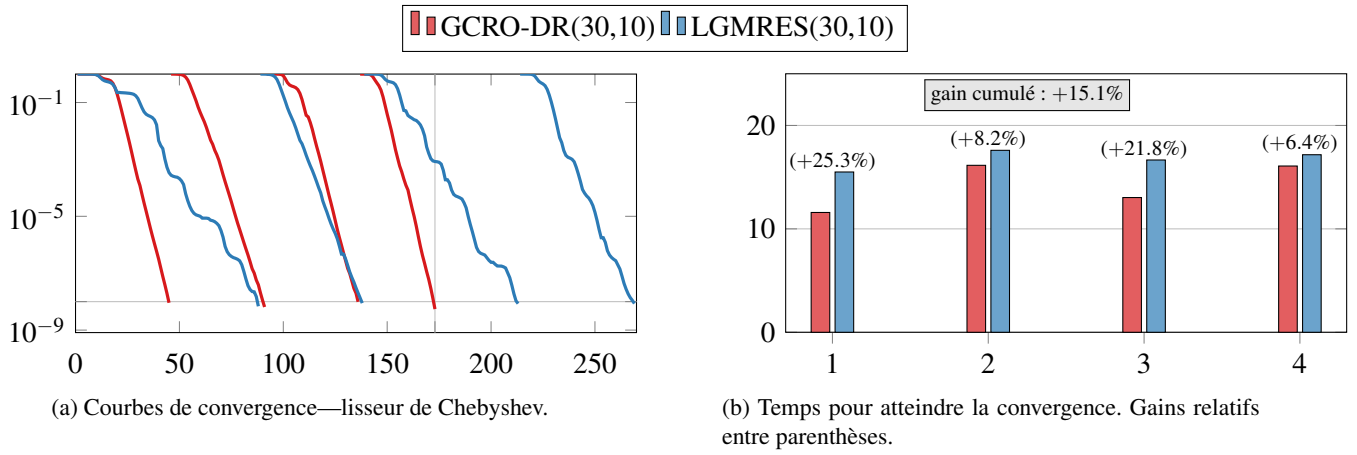 GCRO-DR(30,10) LGMRES(30,10)
10−1
10−5
10−9
0 50 100 150 200 250
(a) Courbes de convergence—lisseur de Chebyshev.
gain cumulé : +15.1%
20
10
0
(+25.3%)
(+8.2%)
(+21.8%)
(+6.4%)
1 2 3 4
(b) Temps pour atteindre la convergence. Gains relatifs
entre parenthèses.